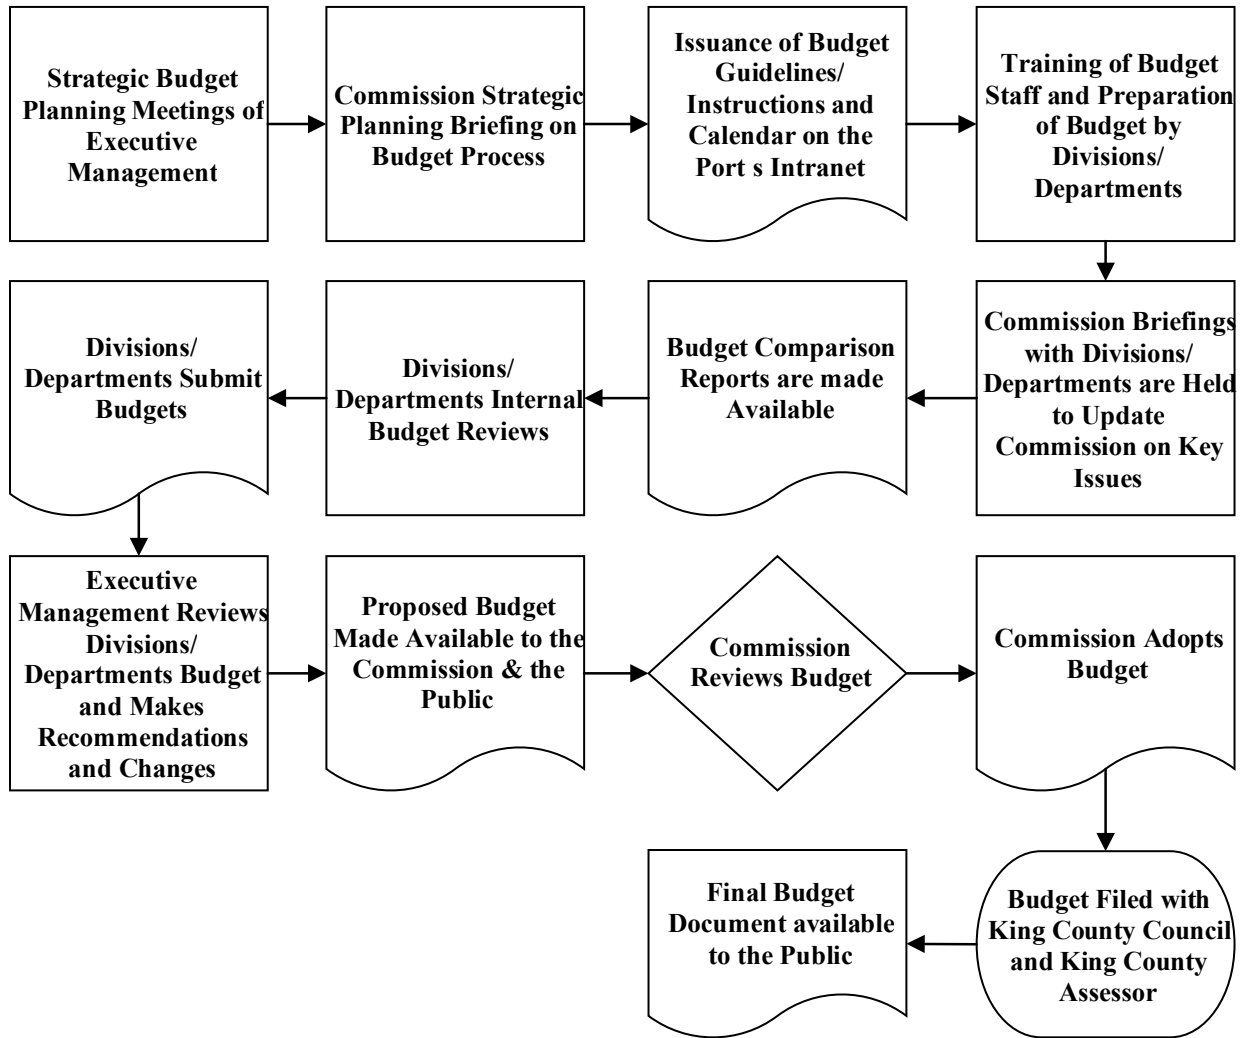 Strategic Budget
Planning Meetings of
Executive
Management
Commission Strategic
Planning Briefing on
Budget Process
Issuance of Budget
Guidelines/
Instructions and
Calendar on the
Port s Intranet
Training of Budget
Staff and Preparation
of Budget by
Divisions/
Departments
Commission Briefings
with Divisions/
Departments are Held
to Update
Commission on Key
Issues
Budget Comparison
Reports are made
Available
Divisions/
Departments Internal
Budget Reviews
Divisions/
Departments Submit
Budgets
Executive
Management Reviews
Divisions/
Departments Budget
and Makes
Recommendations
and Changes
Proposed Budget
Made Available to the
Commission & the
Public
Commission
Reviews Budget
Commission Adopts
Budget
Budget Filed with
King County Council
and King County
Assessor
Final Budget
Document available
to the Public